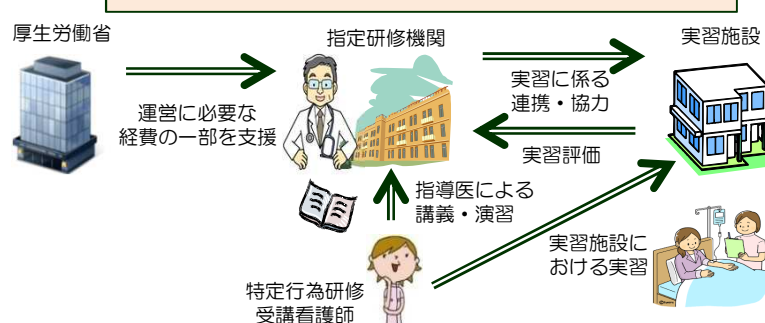 厚生労働省
指定研修機関
実習施設
運営に必要な
経費の一部を支援
実習に係る
連携・協力
実習評価
指導医による
講義・演習
実習施設に
おける実習
特定行為研修
受講看護師